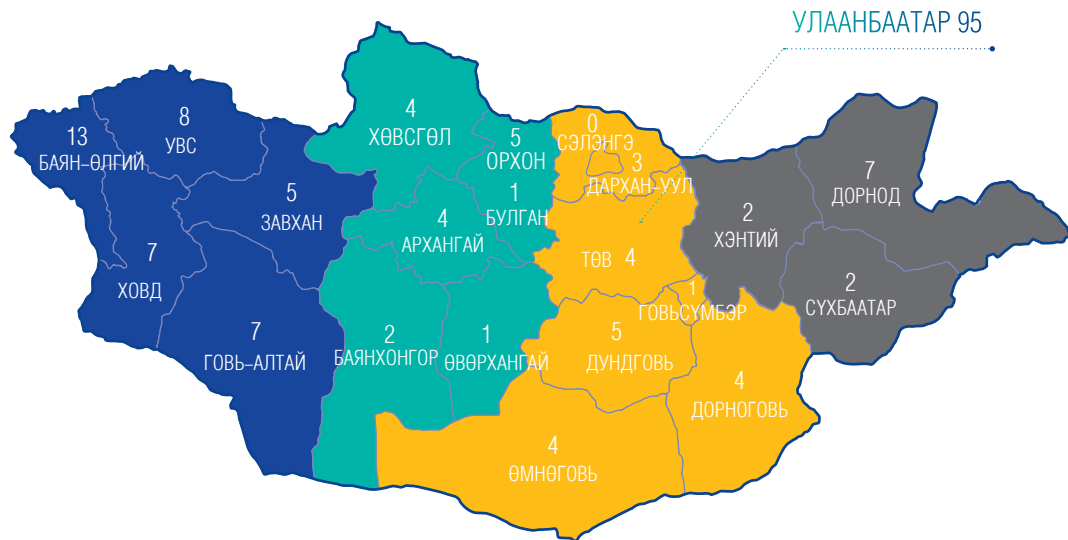 УЛААНБААТАР 95
13
БАЯН–ӨЛГИЙ
8
УВС
7
ХОВД
5
ЗАВХАН
7
ГОВЬ–АЛТАЙ
4
ХӨВСГӨЛ
5
ОРХОН
1
БУЛГАН
4
АРХАНГАЙ
2
БАЯНХОНГОР
1
ӨВӨРХАНГАЙ
0
СЭЛЭНГЭ
3
ДАРХАН–УУЛ
ТӨВ 4
1
ГОВЬСҮМБЭР
5
ДУНДГОВЬ
4
ДОРНОГОВЬ
4
ӨМНӨГОВЬ
2
ХЭНТИЙ
7
ДОРНОД
2
СҮХБААТАР